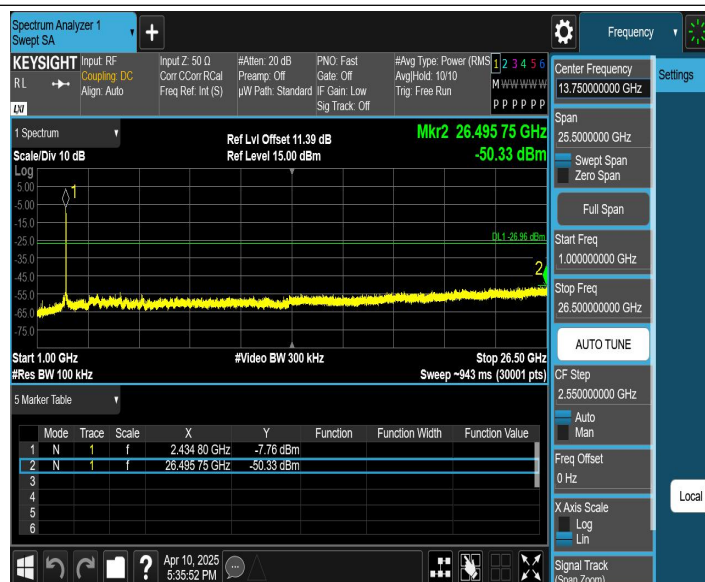 Spectrum Analyzer 1
Swept SA
+
Frequency
KEYSIGHT
RL
LXI
Input: RF
Coupling: DC
Align: Auto
Input Z: 50 Ω
Corr CCorr RCal
Freq Ref: Int (S)
#Atten: 20 dB
Preamp: Off
µW Path: Standard
PNO: Fast
Gate: Off
IF Gain: Low
Sig Track: Off
#Avg Type: Power (RMS
Avg|Hold: 10/10
Trig: Free Run
1 2 3 4 5 6
M W W W W W
P P P P P P
1 Spectrum
Scale/Div 10 dB
Ref Lvl Offset 11.39 dB
Ref Level 15.00 dBm
Mkr2 26.495 75 GHz
-50.33 dBm
Log
5.00
-5.00
-15.0
-25.0
-35.0
-45.0
-55.0
-65.0
-75.0
1
DL1 -26.96 dBm
2
Start 1.00 GHz
#Video BW 300 kHz
Stop 26.50 GHz
#Res BW 100 kHz
Sweep ~943 ms (30001 pts)
5 Marker Table
Mode Trace Scale X Y Function Function Width Function Value
1 N 1 f 2.434 80 GHz -7.76 dBm
2 N 1 f 26.495 75 GHz -50.33 dBm
3
4
5
6
?
Apr 10, 2025
5:35:52 PM
Center Frequency
13.750000000 GHz
Span
25.5000000 GHz
Swept Span
Zero Span
Full Span
Start Freq
1.000000000 GHz
Stop Freq
26.500000000 GHz
AUTO TUNE
CF Step
2.550000000 GHz
Auto
Man
Freq Offset
0 Hz
X Axis Scale
Log
Lin
Signal Track
(Span Zoom)
Settings
Local